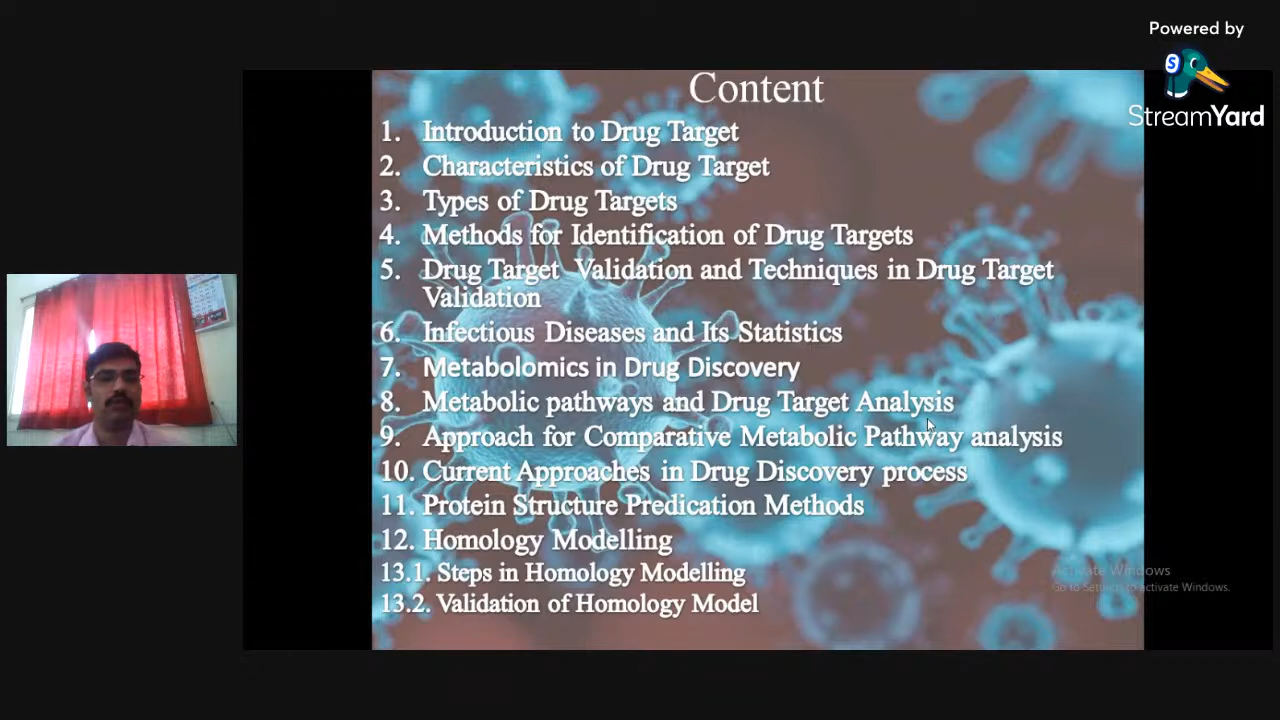 Powered by
StreamYard
Content
1. Introduction to Drug Target
2. Characteristics of Drug Target
3. Types of Drug Targets
4. Methods for Identification of Drug Targets
5. Drug Target Validation and Techniques in Drug Target
Validation
6. Infectious Diseases and Its Statistics
7. Metabolomics in Drug Discovery
8. Metabolic pathways and Drug Target Analysis
9. Approach for Comparative Metabolic Pathway analysis
10. Current Approaches in Drug Discovery process
11. Protein Structure Predication Methods
12. Homology Modelling
13.1. Steps in Homology Modelling
13.2. Validation of Homology Model
Activate Windows
Go to Settings to activate Windows.